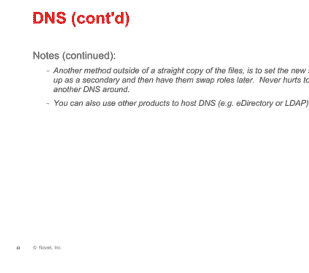 DNS (cont'd)
Notes (continued):
– Another method outside of a straight copy of the files, is to set the new
up as a secondary and then have them swap roles later. Never hurts to
another DNS around.
– You can also use other products to host DNS (e.g. eDirectory or LDAP)
© Novell, Inc.